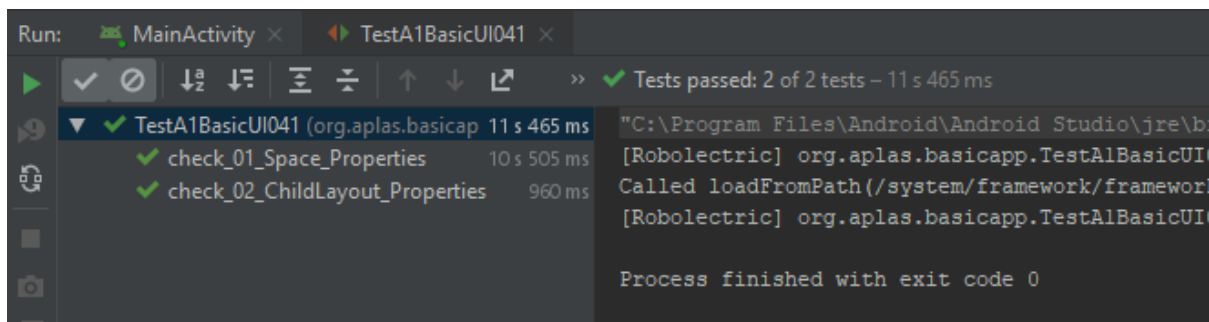 Run: MainActivity × TestA1BasicUI041 ×
» Tests passed: 2 of 2 tests – 11 s 465 ms
TestA1BasicUI041 (org.aplas.basicap 11 s 465 ms
check_01_Space_Properties 10 s 505 ms
check_02_ChildLayout_Properties 960 ms
"C:\Program Files\Android\Android Studio\jre\b
[Robolectric] org.aplas.basicapp.TestA1BasicUI
Called loadFromPath(/system/framework/framewor
[Robolectric] org.aplas.basicapp.TestA1BasicUI
Process finished with exit code 0